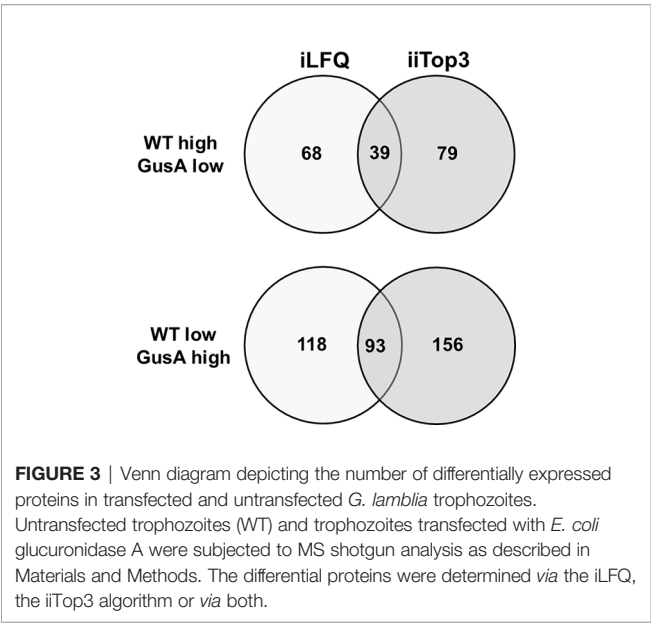 iLFQ iiTop3
WT high
GusA low
68 39 79
WT low
GusA high
118 93 156
FIGURE 3 | Venn diagram depicting the number of differentially expressed
proteins in transfected and untransfected G. lamblia trophozoites.
Untransfected trophozoites (WT) and trophozoites transfected with E. coli
glucuronidase A were subjected to MS shotgun analysis as described in
Materials and Methods. The differential proteins were determined via the iLFQ,
the iiTop3 algorithm or via both.